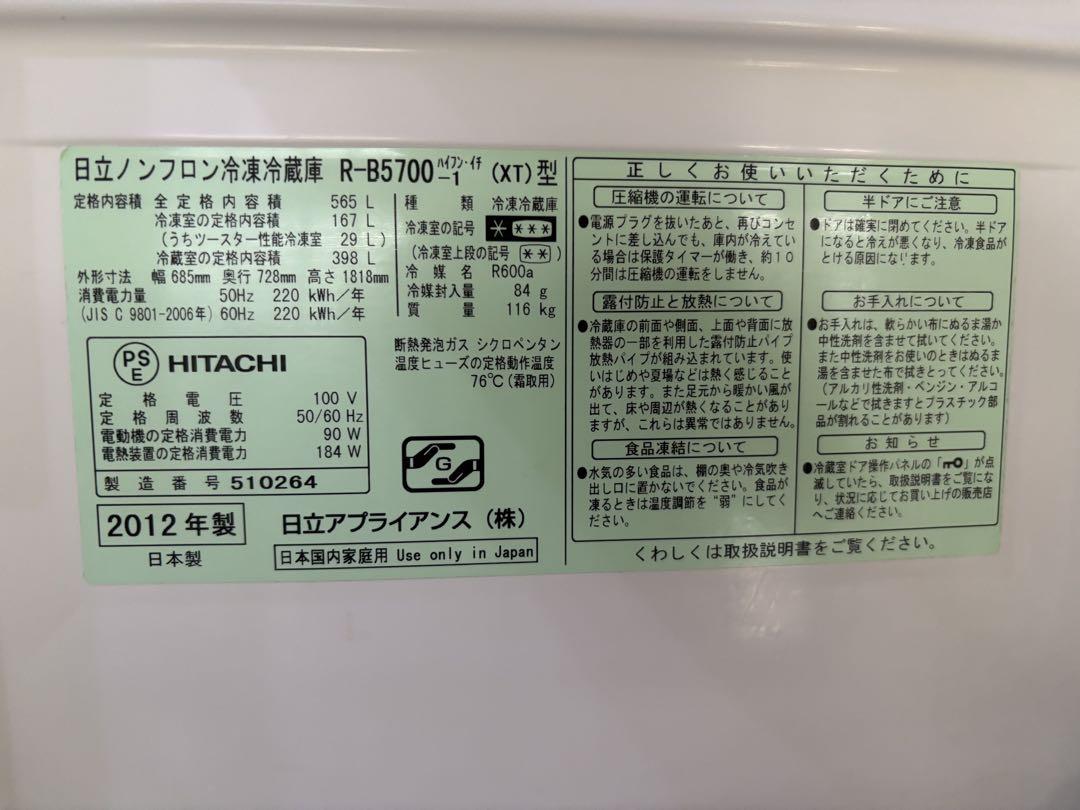 日立ノンフロン冷凍冷蔵庫 R-B5700 ハイフン・イチ -1 (XT)型
定格内容積 全定格内容積 565 L
冷凍室の定格内容積 167 L
(うちツースター性能冷凍室 29 L)
冷蔵室の定格内容積 398 L
外形寸法 幅 685mm 奥行 728mm 高さ 1818mm
消費電力量 50Hz 220 kWh/年
(JIS C 9801-2006年) 60Hz 220 kWh/年
種類 冷凍冷蔵庫
冷凍室の記号 * ***
(冷凍室上段の記号 **)
冷媒名 R600a
冷媒封入量 84 g
質量 116 kg
断熱発泡ガス シクロペンタン
温度ヒューズの定格動作温度
76℃(霜取用)
PSE HITACHI
定格電圧 100 V
定格周波数 50/60 Hz
電動機の定格消費電力 90 W
電熱装置の定格消費電力 184 W
製造番号 510264
G
2012年製
日本製
日立アプライアンス(株)
日本国内家庭用 Use only in Japan
正しくお使いいただくために
圧縮機の運転について
●電源プラグを抜いたあと、再びコンセ
ントに差し込んでも、庫内が冷えてい
る場合は保護タイマーが働き、約10
分間は圧縮機の運転をしません。
露付防止と放熱について
●冷蔵庫の前面や側面、上面や背面に放
熱器の一部を利用した露付防止パイプ
放熱パイプが組み込まれています。使
いはじめや夏場などは熱く感じること
があります。また足元から暖かい風が
出て、床や周辺が熱くなることがあり
ますが、これらは異常ではありません。
食品凍結について
●水気の多い食品は、棚の奥や冷気吹き
出し口に置かないでください。食品が
凍るときは温度調節を“弱”にしてく
ださい。
半ドアにご注意
●ドアは確実に閉めてください。半ドア
になると冷えが悪くなり、冷凍食品が
とける原因になります。
お手入れについて
●お手入れは、軟らかい布にぬるま湯か
中性洗剤を含ませて拭いてください。
また中性洗剤をお使いのときはぬるま
湯を含ませた布で拭きとってください。
(アルカリ性洗剤・ベンジン・アルコ
ールなどで拭きますとプラスチック部
品が割れることがあります)
お知らせ
●冷蔵室ドア操作パネルの「」が点
滅していたら、取扱説明書をご覧にな
り、状況に応じてお買い上げの販売店
へご連絡ください。
くわしくは取扱説明書をご覧ください。